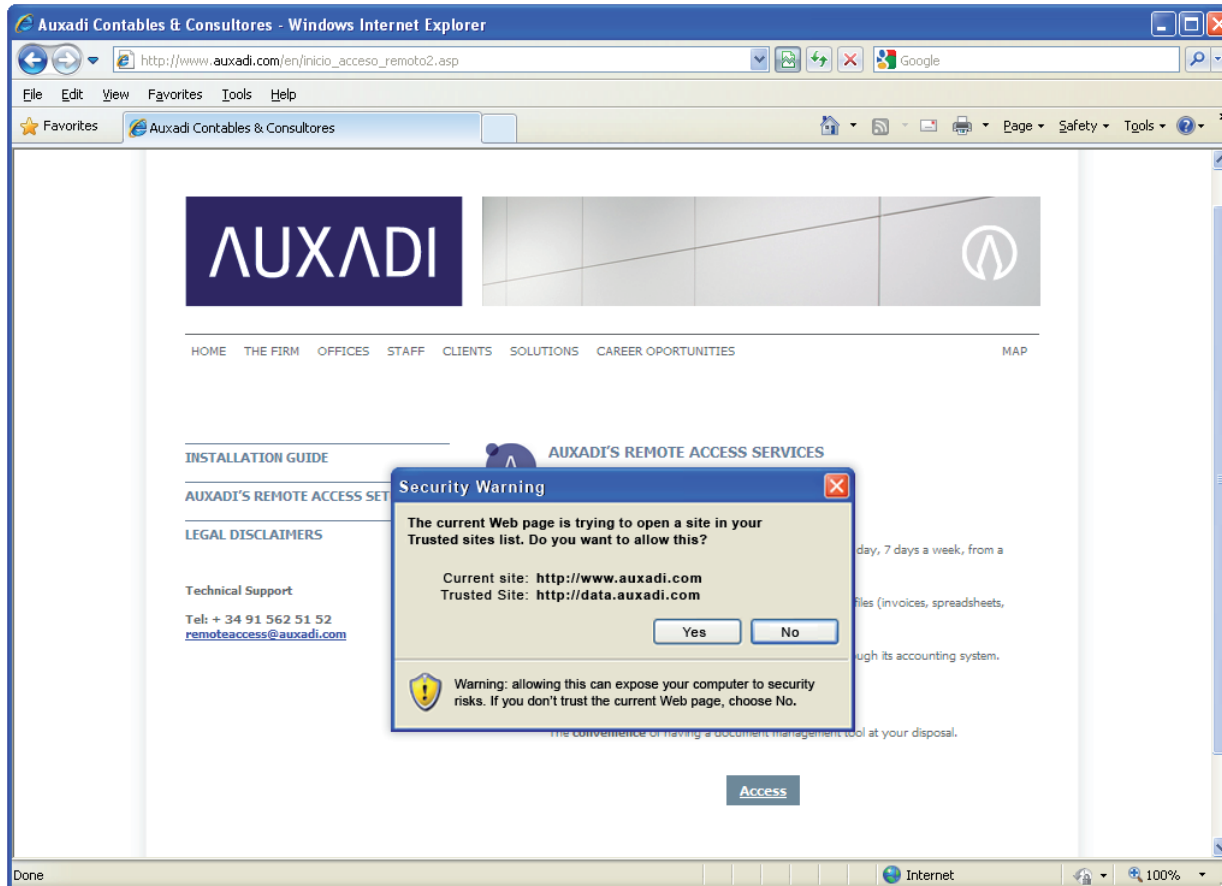 Auxadi Contables & Consultores - Windows Internet Explorer
http://www.auxadi.com/en/inicio_acceso_remoto2.asp
Google
File Edit View Favorites Tools Help
Favorites
Auxadi Contables & Consultores
Page Safety Tools
AUXADI
HOME THE FIRM OFFICES STAFF CLIENTS SOLUTIONS CAREER OPORTUNITIES MAP
INSTALLATION GUIDE
AUXADI'S REMOTE ACCESS SET
LEGAL DISCLAIMERS
Technical Support
Tel: + 34 91 562 51 52
remoteaccess@auxadi.com
AUXADI'S REMOTE ACCESS SERVICES
day, 7 days a week, from a
files (invoices, spreadsheets,
ugh its accounting system.
Security Warning
The current Web page is trying to open a site in your
Trusted sites list. Do you want to allow this?
Current site: http://www.auxadi.com
Trusted Site: http://data.auxadi.com
Yes No
Warning: allowing this can expose your computer to security
risks. If you don't trust the current Web page, choose No.
The convenience of having a document management tool at your disposal.
Access
Done
Internet
100%